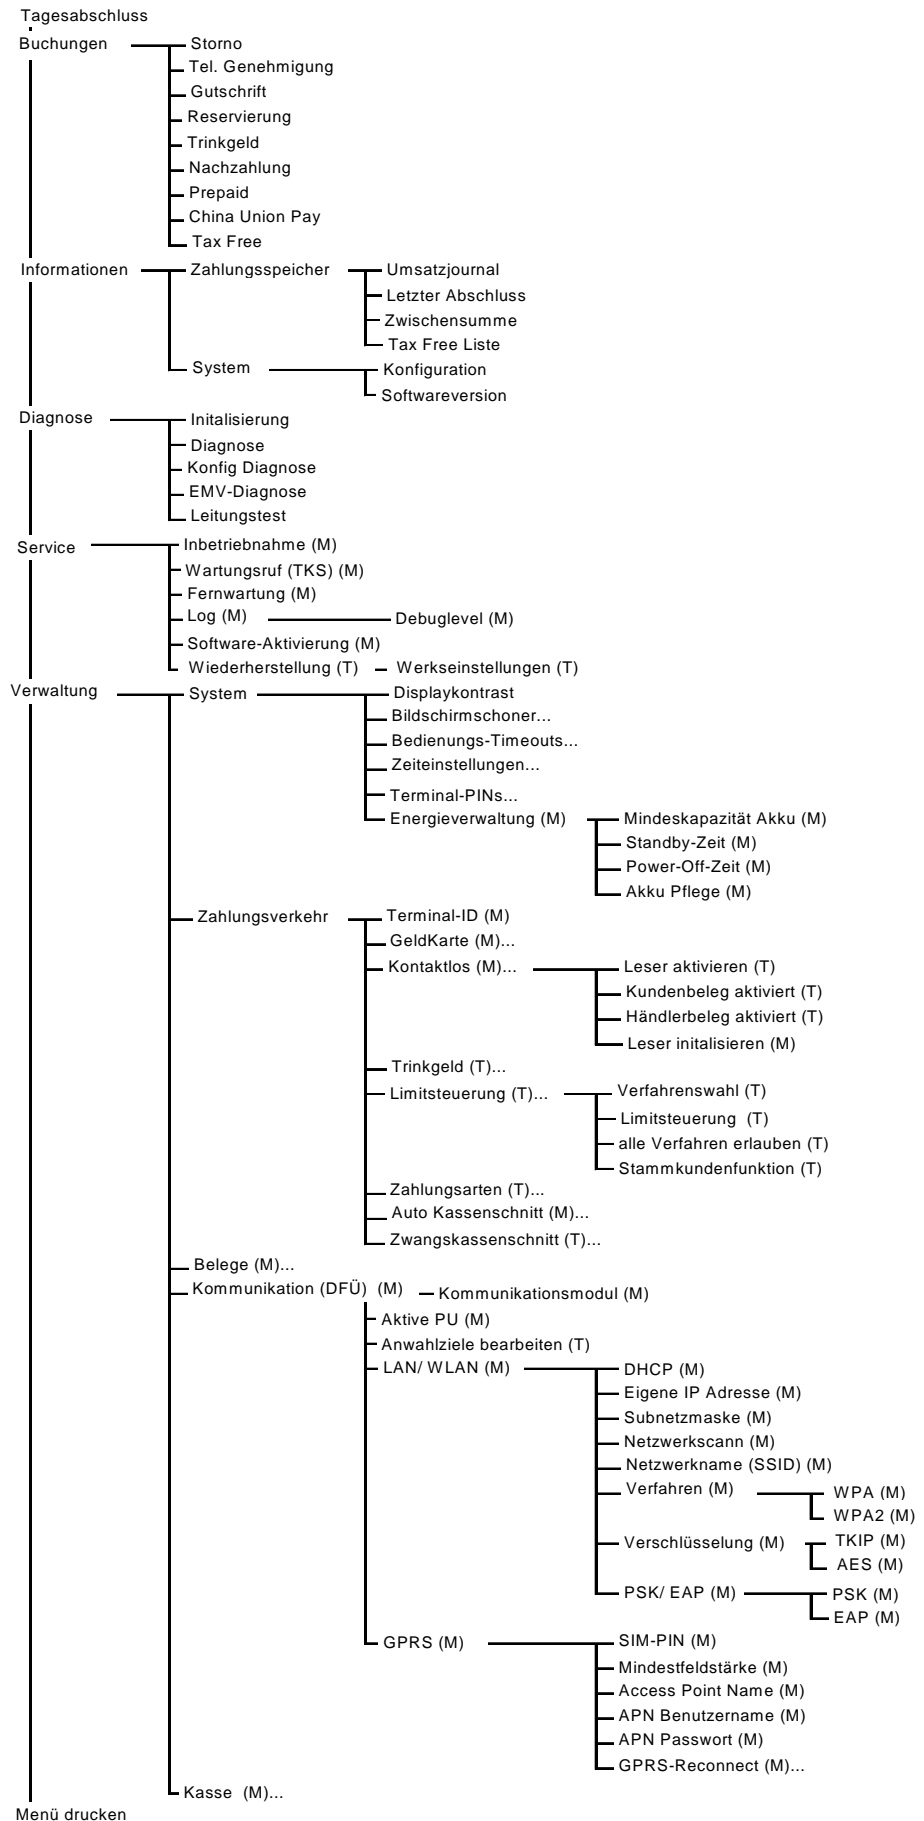 Tagesabschluss
Buchungen
Storno
Tel. Genehmigung
Gutschrift
Reservierung
Trinkgeld
Nachzahlung
Prepaid
China Union Pay
Tax Free
Informationen
Zahlungsspeicher
Umsatzjournal
Letzter Abschluss
Zwischensumme
Tax Free Liste
System
Konfiguration
Softwareversion
Diagnose
Initalisierung
Diagnose
Konfig Diagnose
EMV-Diagnose
Leitungstest
Service
Inbetriebnahme (M)
Wartungsruf (TKS) (M)
Fernwartung (M)
Log (M)
Debuglevel (M)
Software-Aktivierung (M)
Wiederherstellung (T)
Werkseinstellungen (T)
Verwaltung
System
Displaykontrast
Bildschirmschoner...
Bedienungs-Timeouts...
Zeiteinstellungen...
Terminal-PINs...
Energieverwaltung (M)
Mindeskapazität Akku (M)
Standby-Zeit (M)
Power-Off-Zeit (M)
Akku Pflege (M)
Zahlungsverkehr
Terminal-ID (M)
GeldKarte (M)...
Kontaktlos (M)...
Leser aktivieren (T)
Kundenbeleg aktiviert (T)
Händlerbeleg aktiviert (T)
Leser initalisieren (M)
Trinkgeld (T)...
Limitsteuerung (T)...
Verfahrenswahl (T)
Limitsteuerung (T)
alle Verfahren erlauben (T)
Stammkundenfunktion (T)
Zahlungsarten (T)...
Auto Kassenschnitt (M)...
Zwangskassenschnitt (T)...
Belege (M)...
Kommunikation (DFÜ) (M)
Kommunikationsmodul (M)
Aktive PU (M)
Anwahlziele bearbeiten (T)
LAN/ WLAN (M)
DHCP (M)
Eigene IP Adresse (M)
Subnetzmaske (M)
Netzwerkscann (M)
Netzwerkname (SSID) (M)
Verfahren (M)
WPA (M)
WPA2 (M)
Verschlüsselung (M)
TKIP (M)
AES (M)
PSK/ EAP (M)
PSK (M)
EAP (M)
GPRS (M)
SIM-PIN (M)
Mindestfeldstärke (M)
Access Point Name (M)
APN Benutzername (M)
APN Passwort (M)
GPRS-Reconnect (M)...
Kasse (M)...
Menü drucken